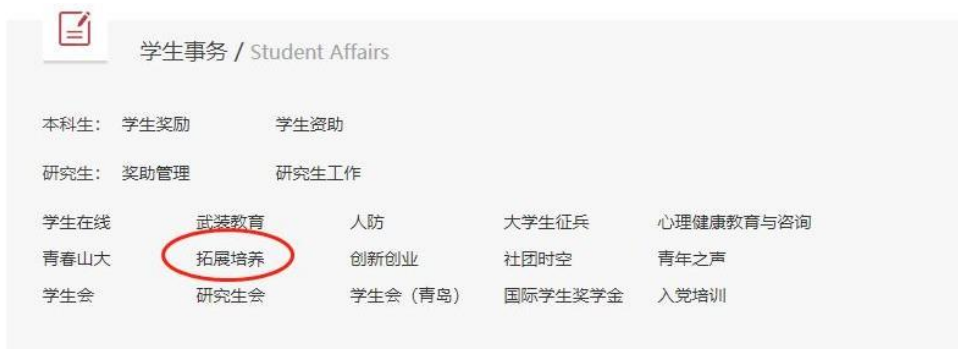 学生事务 / Student Affairs
本科生： 学生奖励 学生资助
研究生： 奖助管理 研究生工作
学生在线 武装教育 人防 大学生征兵 心理健康教育与咨询
青春山大 拓展培养 创新创业 社团时空 青年之声
学生会 研究生会 学生会（青岛） 国际学生奖学金 入党培训